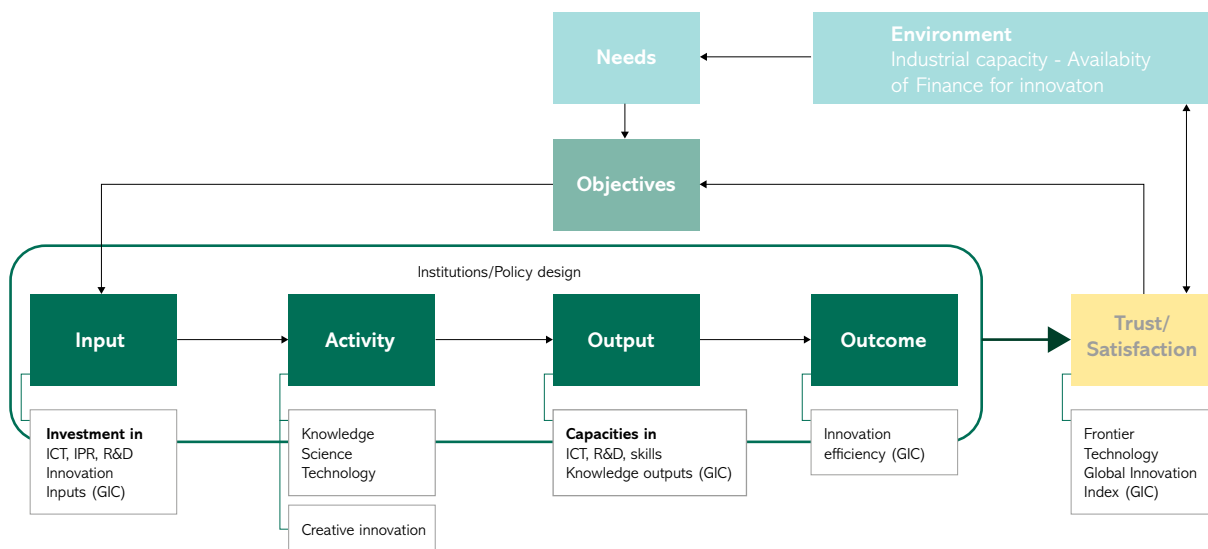 Needs
Environment
Industrial capacity - Availabity
of Finance for innovaton
Objectives
Institutions/Policy design
Input
Activity
Output
Outcome
Trust/
Satisfaction
Investment in
ICT, IPR, R&D
Innovation
Inputs (GIC)
Knowledge
Science
Technology
Creative innovation
Capacities in
ICT, R&D, skills
Knowledge outputs (GIC)
Innovation
efficiency (GIC)
Frontier
Technology
Global Innovation
Index (GIC)